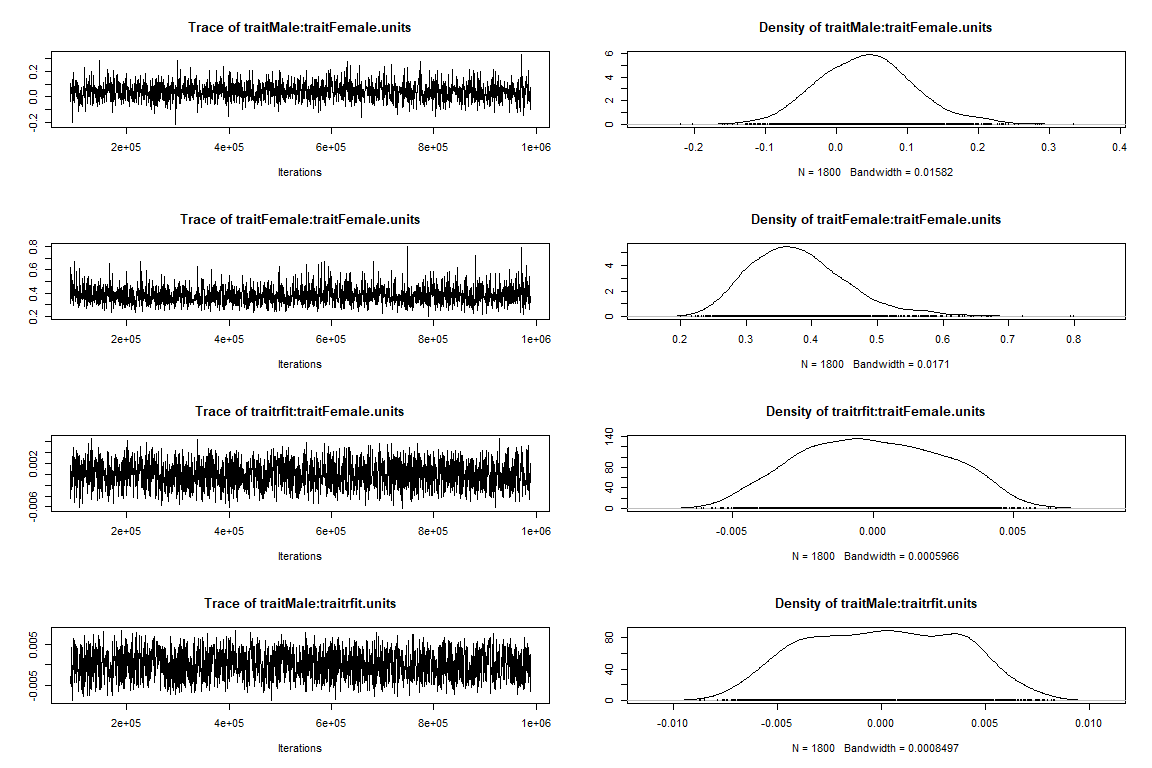 Trace of traitMale:traitFemale.units
-0.2 0.0 0.2
2e+05 4e+05 6e+05 8e+05 1e+06
Iterations
Density of traitMale:traitFemale.units
0 2 4 6
-0.2 -0.1 0.0 0.1 0.2 0.3 0.4
N = 1800 Bandwidth = 0.01582
Trace of traitFemale:traitFemale.units
0.2 0.4 0.6 0.8
2e+05 4e+05 6e+05 8e+05 1e+06
Iterations
Density of traitFemale:traitFemale.units
0 2 4
0.2 0.3 0.4 0.5 0.6 0.7 0.8
N = 1800 Bandwidth = 0.0171
Trace of traitrfit:traitFemale.units
-0.006 0.002
2e+05 4e+05 6e+05 8e+05 1e+06
Iterations
Density of traitrfit:traitFemale.units
0 40 80 140
-0.005 0.000 0.005
N = 1800 Bandwidth = 0.0005966
Trace of traitMale:traitrfit.units
-0.005 0.005
2e+05 4e+05 6e+05 8e+05 1e+06
Iterations
Density of traitMale:traitrfit.units
0 40 80
-0.010 -0.005 0.000 0.005 0.010
N = 1800 Bandwidth = 0.0008497